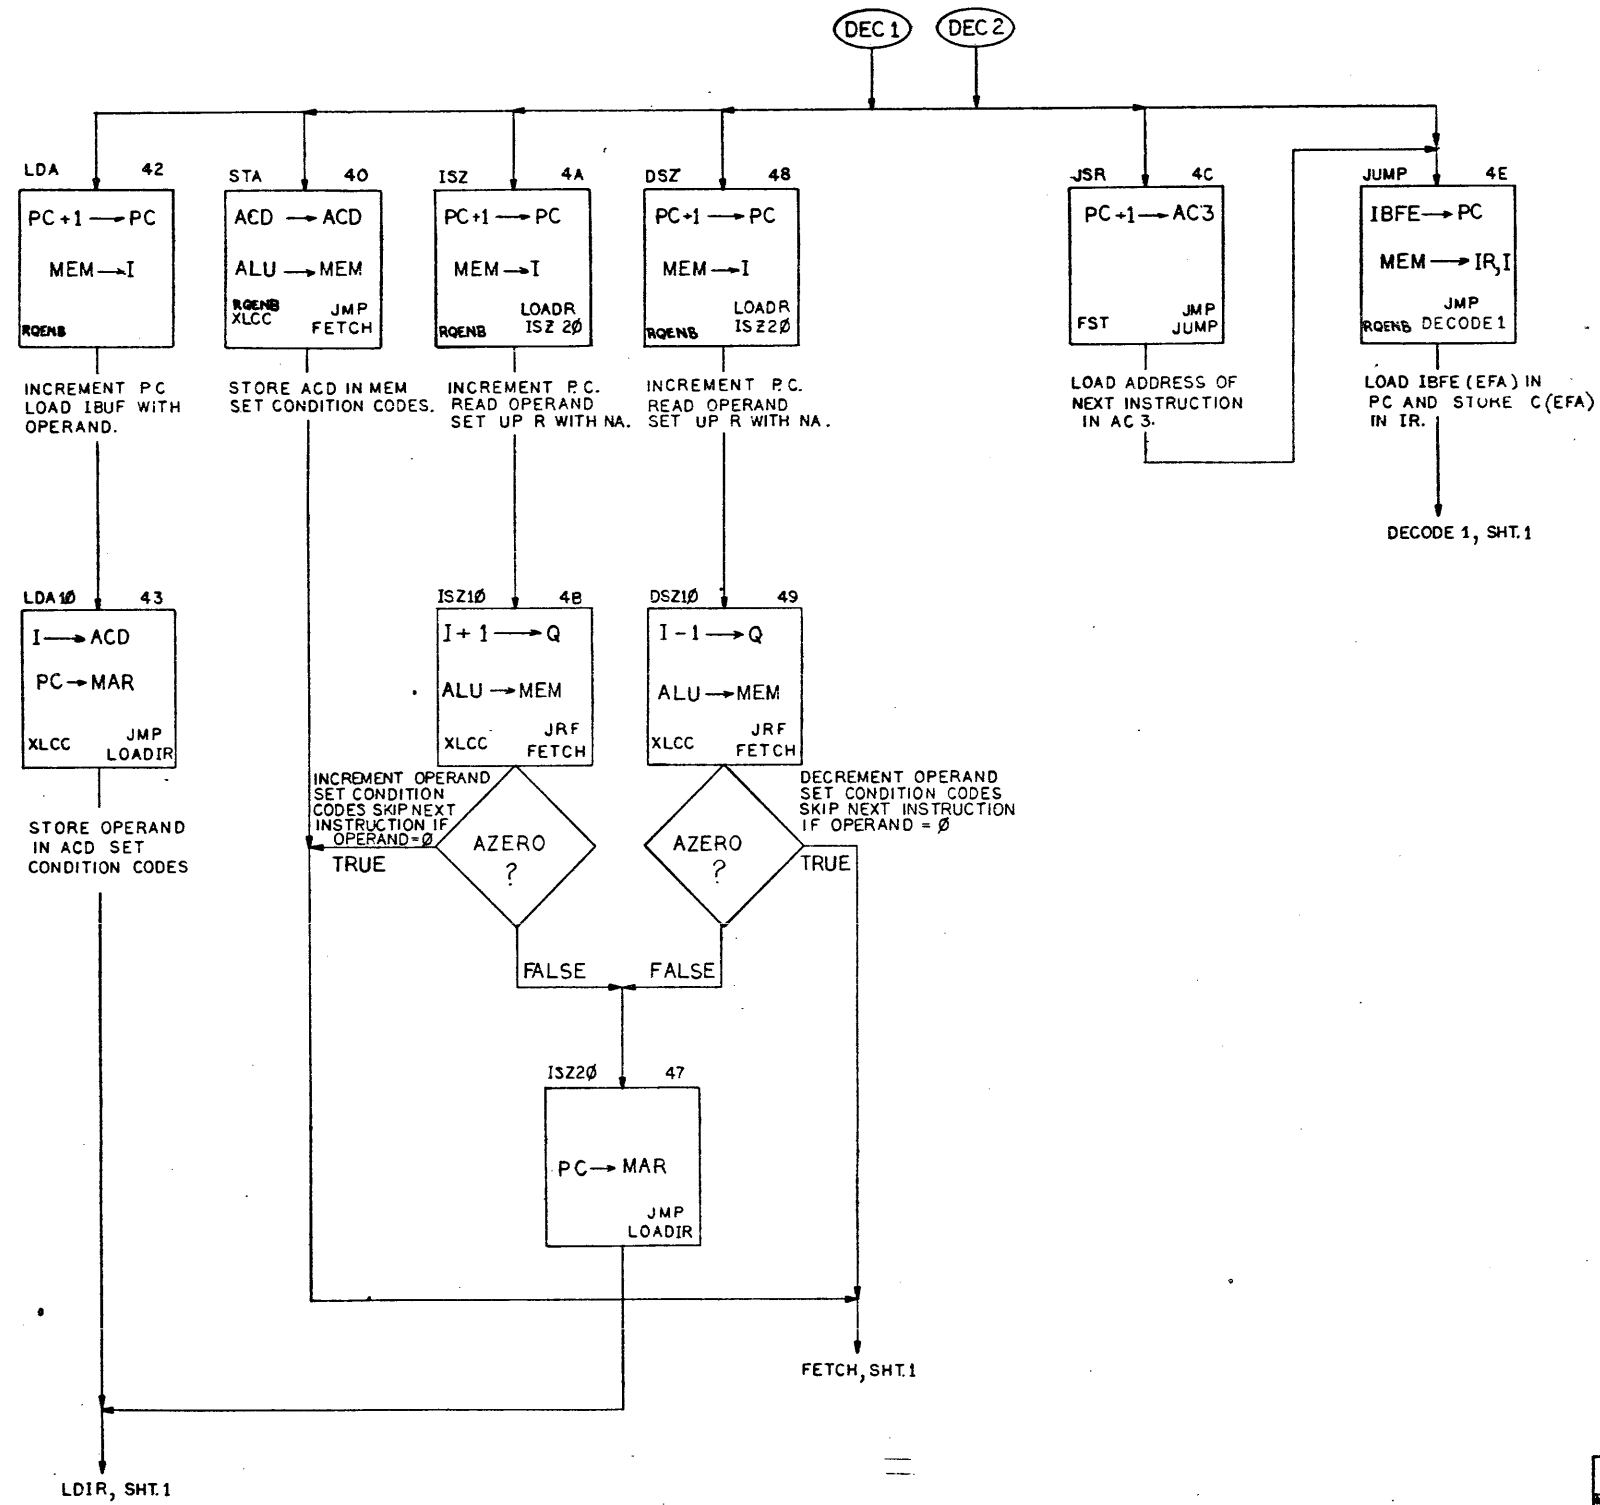 DEC 1
DEC 2
LDA 42
PC+1 → PC
MEM → I
RQENB
INCREMENT PC
LOAD IBUF WITH
OPERAND.
STA 40
ACD → ACD
ALU → MEM
RQENB
XLCC
JMP
FETCH
STORE ACD IN MEM
SET CONDITION CODES.
ISZ 4A
PC+1 → PC
MEM → I
LOADR
RQENB
ISZ 2Ø
INCREMENT P.C.
READ OPERAND
SET UP R WITH NA.
DSZ 48
PC+1 → PC
MEM → I
LOADR
RQENB
ISZ2Ø
INCREMENT P.C.
READ OPERAND
SET UP R WITH NA.
JSR 4C
PC+1 → AC3
FST
JMP
JUMP
LOAD ADDRESS OF
NEXT INSTRUCTION
IN AC3.
JUMP 4E
IBFE → PC
MEM → IR,I
JMP
RQENB DECODE1
LOAD IBFE (EFA) IN
PC AND STORE C(EFA)
IN IR.
DECODE 1, SHT.1
LDA1Ø 43
I → ACD
PC → MAR
XLCC
JMP
LOADIR
STORE OPERAND
IN ACD SET
CONDITION CODES
ISZ1Ø 4B
I+1 → Q
ALU → MEM
XLCC
JRF
FETCH
INCREMENT OPERAND
SET CONDITION
CODES SKIP NEXT
INSTRUCTION IF
OPERAND=Ø
AZERO
?
TRUE
FALSE
DSZ1Ø 49
I-1 → Q
ALU → MEM
XLCC
JRF
FETCH
DECREMENT OPERAND
SET CONDITION CODES
SKIP NEXT INSTRUCTION
IF OPERAND = Ø
AZERO
?
TRUE
FALSE
ISZ2Ø 47
PC → MAR
JMP
LOADIR
FETCH, SHT.1
LDIR, SHT.1